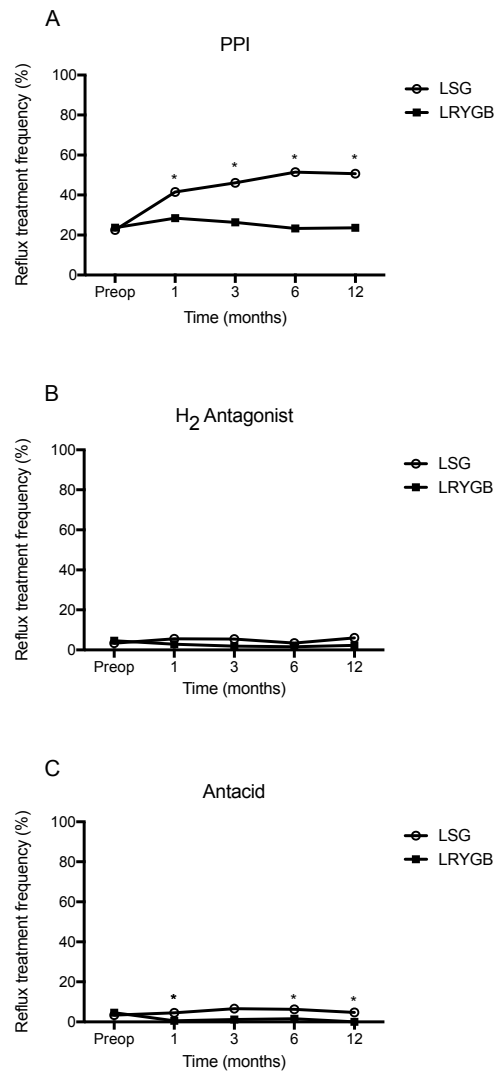 A
PPI
Reflux treatment frequency (%)
100
80
60
40
20
0
* * * *
Preop 1 3 6 12
Time (months)
LSG
LRYGB
B
H2 Antagonist
Reflux treatment frequency (%)
100
80
60
40
20
0
Preop 1 3 6 12
Time (months)
LSG
LRYGB
C
Antacid
Reflux treatment frequency (%)
100
80
60
40
20
0
* * *
Preop 1 3 6 12
Time (months)
LSG
LRYGB